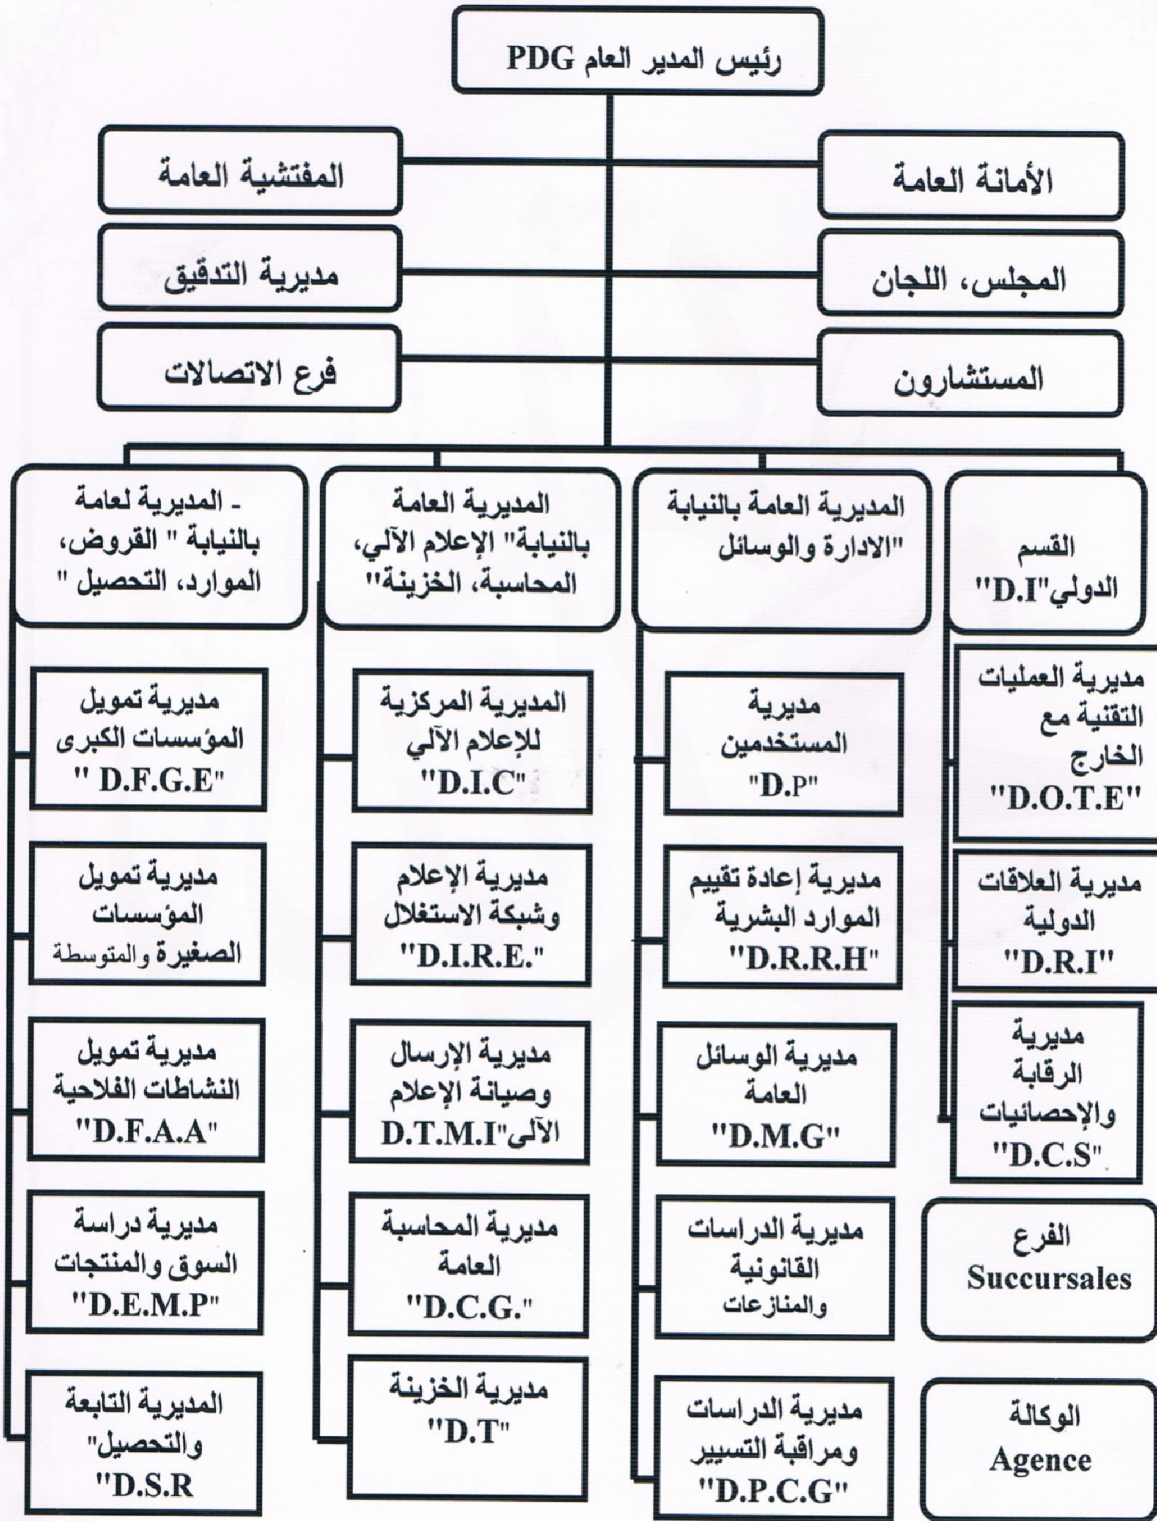 رئيس المدير العام PDG
الأمانة العامة
المفتشية العامة
المجلس، اللجان
مديرية التدقيق
المستشارون
فرع الاتصالات
القسم
الدولي"D.I"
المديرية العامة بالنيابة
"الادارة والوسائل
المديرية العامة
بالنيابة" الإعلام الآلي،
المحاسبة، الخزينة"
- المديرية لعامة
بالنيابة " القروض،
الموارد، التحصيل "
مديرية العمليات
التقنية مع
الخارج
"D.O.T.E"
مديرية العلاقات
الدولية
"D.R.I"
مديرية
الرقابة
والإحصائيات
"D.C.S"
الفرع
Succursales
الوكالة
Agence
مديرية
المستخدمين
"D.P"
مديرية إعادة تقييم
الموارد البشرية
"D.R.R.H"
مديرية الوسائل
العامة
"D.M.G"
مديرية الدراسات
القانونية
والمنازعات
مديرية الدراسات
ومراقبة التسيير
"D.P.C.G"
المديرية المركزية
للإعلام الآلي
"D.I.C"
مديرية الإعلام
وشبكة الاستغلال
"D.I.R.E."
مديرية الإرسال
وصيانة الإعلام
الآلي"D.T.M.I
مديرية المحاسبة
العامة
"D.C.G."
مديرية الخزينة
"D.T"
مديرية تمويل
المؤسسات الكبرى
" D.F.G.E"
مديرية تمويل
المؤسسات
الصغيرة والمتوسطة
مديرية تمويل
النشاطات الفلاحية
"D.F.A.A"
مديرية دراسة
السوق والمنتجات
"D.E.M.P"
المديرية التابعة
والتحصيل"
"D.S.R